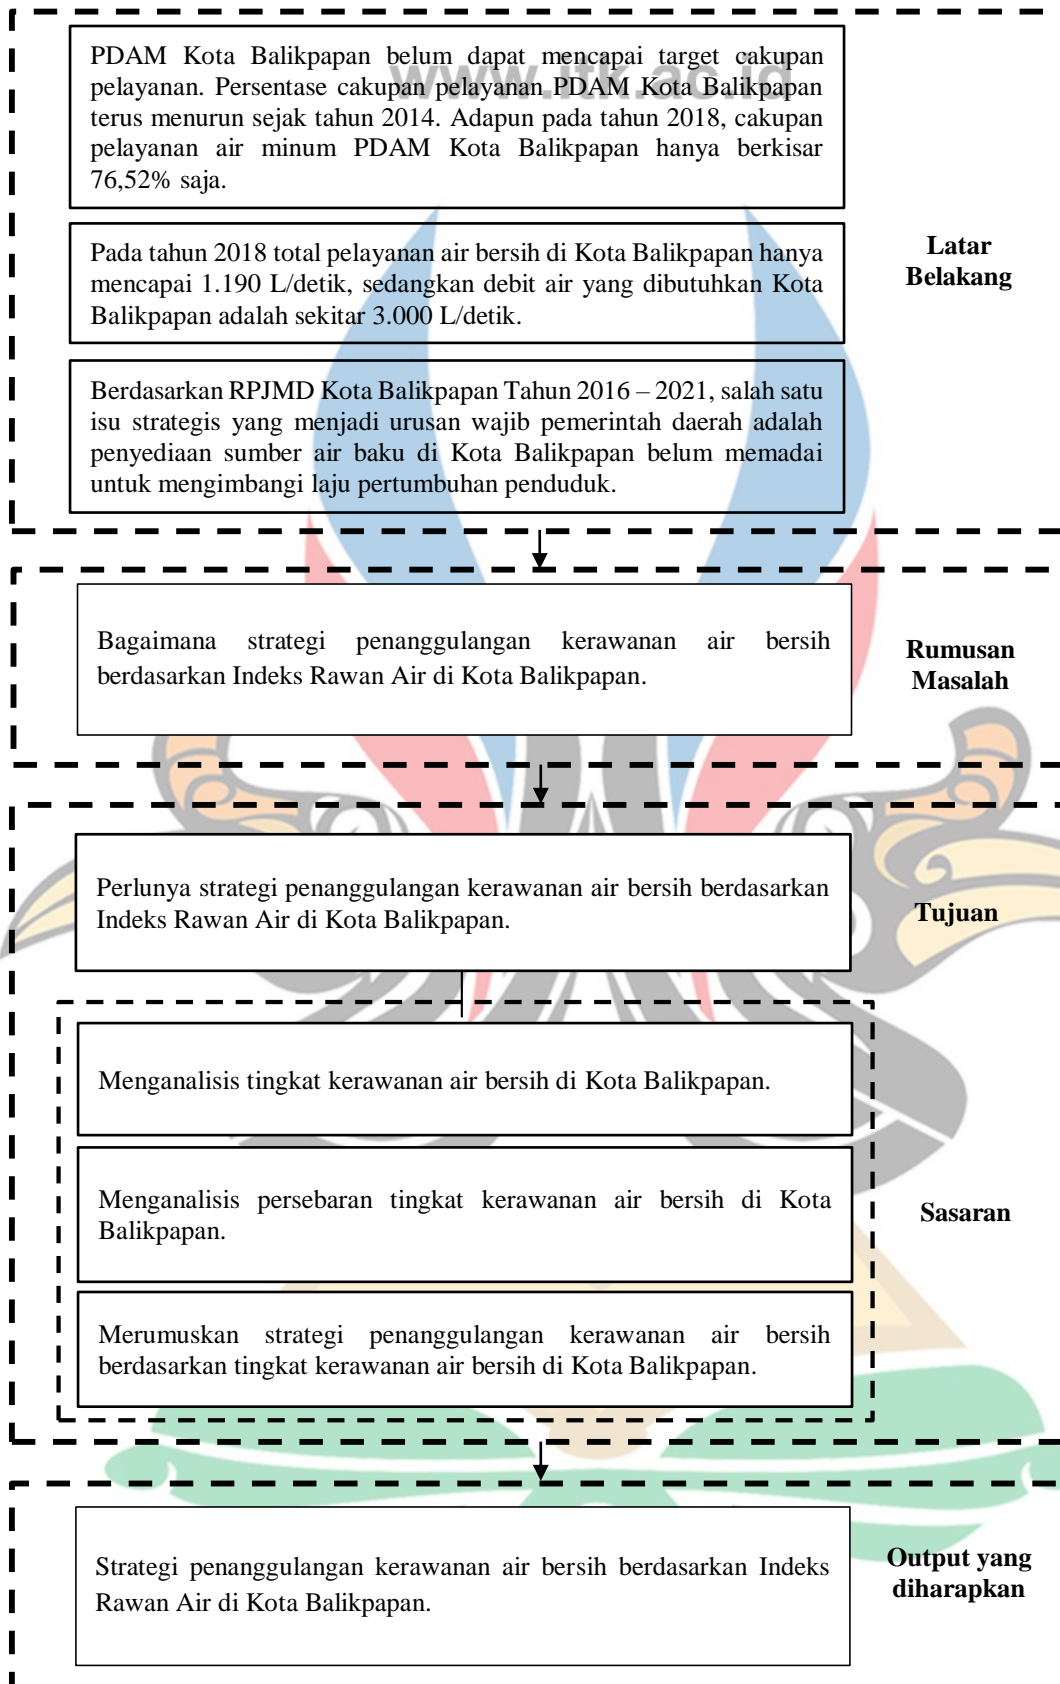 www.itk.ac.id
PDAM Kota Balikpapan belum dapat mencapai target cakupan
pelayanan. Persentase cakupan pelayanan PDAM Kota Balikpapan
terus menurun sejak tahun 2014. Adapun pada tahun 2018, cakupan
pelayanan air minum PDAM Kota Balikpapan hanya berkisar
76,52% saja.
Pada tahun 2018 total pelayanan air bersih di Kota Balikpapan hanya
mencapai 1.190 L/detik, sedangkan debit air yang dibutuhkan Kota
Balikpapan adalah sekitar 3.000 L/detik.
Berdasarkan RPJMD Kota Balikpapan Tahun 2016 – 2021, salah satu
isu strategis yang menjadi urusan wajib pemerintah daerah adalah
penyediaan sumber air baku di Kota Balikpapan belum memadai
untuk mengimbangi laju pertumbuhan penduduk.
Latar
Belakang
Bagaimana strategi penanggulangan kerawanan air bersih
berdasarkan Indeks Rawan Air di Kota Balikpapan.
Rumusan
Masalah
Perlunya strategi penanggulangan kerawanan air bersih berdasarkan
Indeks Rawan Air di Kota Balikpapan.
Tujuan
Menganalisis tingkat kerawanan air bersih di Kota Balikpapan.
Menganalisis persebaran tingkat kerawanan air bersih di Kota
Balikpapan.
Merumuskan strategi penanggulangan kerawanan air bersih
berdasarkan tingkat kerawanan air bersih di Kota Balikpapan.
Sasaran
Strategi penanggulangan kerawanan air bersih berdasarkan Indeks
Rawan Air di Kota Balikpapan.
Output yang
diharapkan